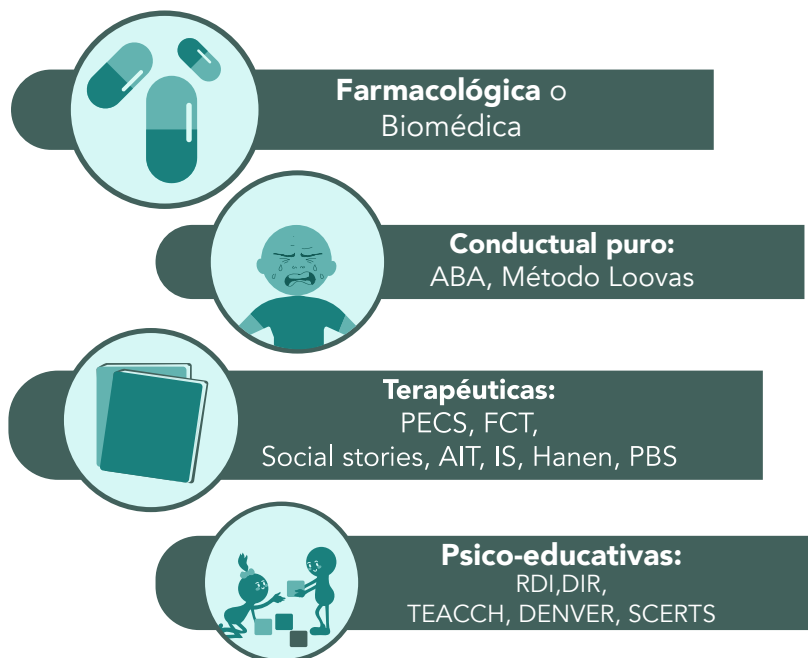 Farmacológica o
Biomédica
Conductual puro:
ABA, Método Loovas
Terapéuticas:
PECS, FCT,
Social stories, AIT, IS, Hanen, PBS
Psico-educativas:
RDI,DIR,
TEACCH, DENVER, SCERTS